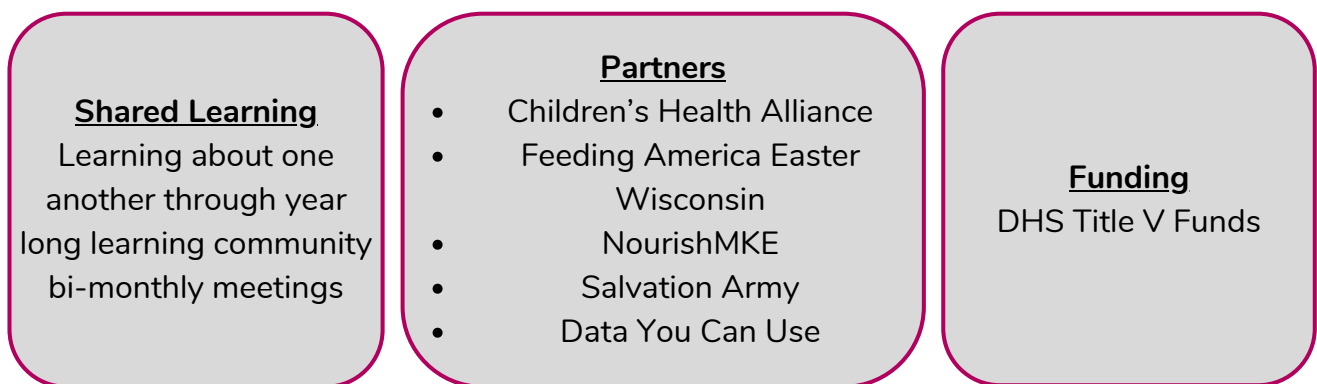 Shared Learning
Learning about one
another through year
long learning community
bi-monthly meetings
Partners
• Children’s Health Alliance
• Feeding America Easter
Wisconsin
• NourishMKE
• Salvation Army
• Data You Can Use
Funding
DHS Title V Funds